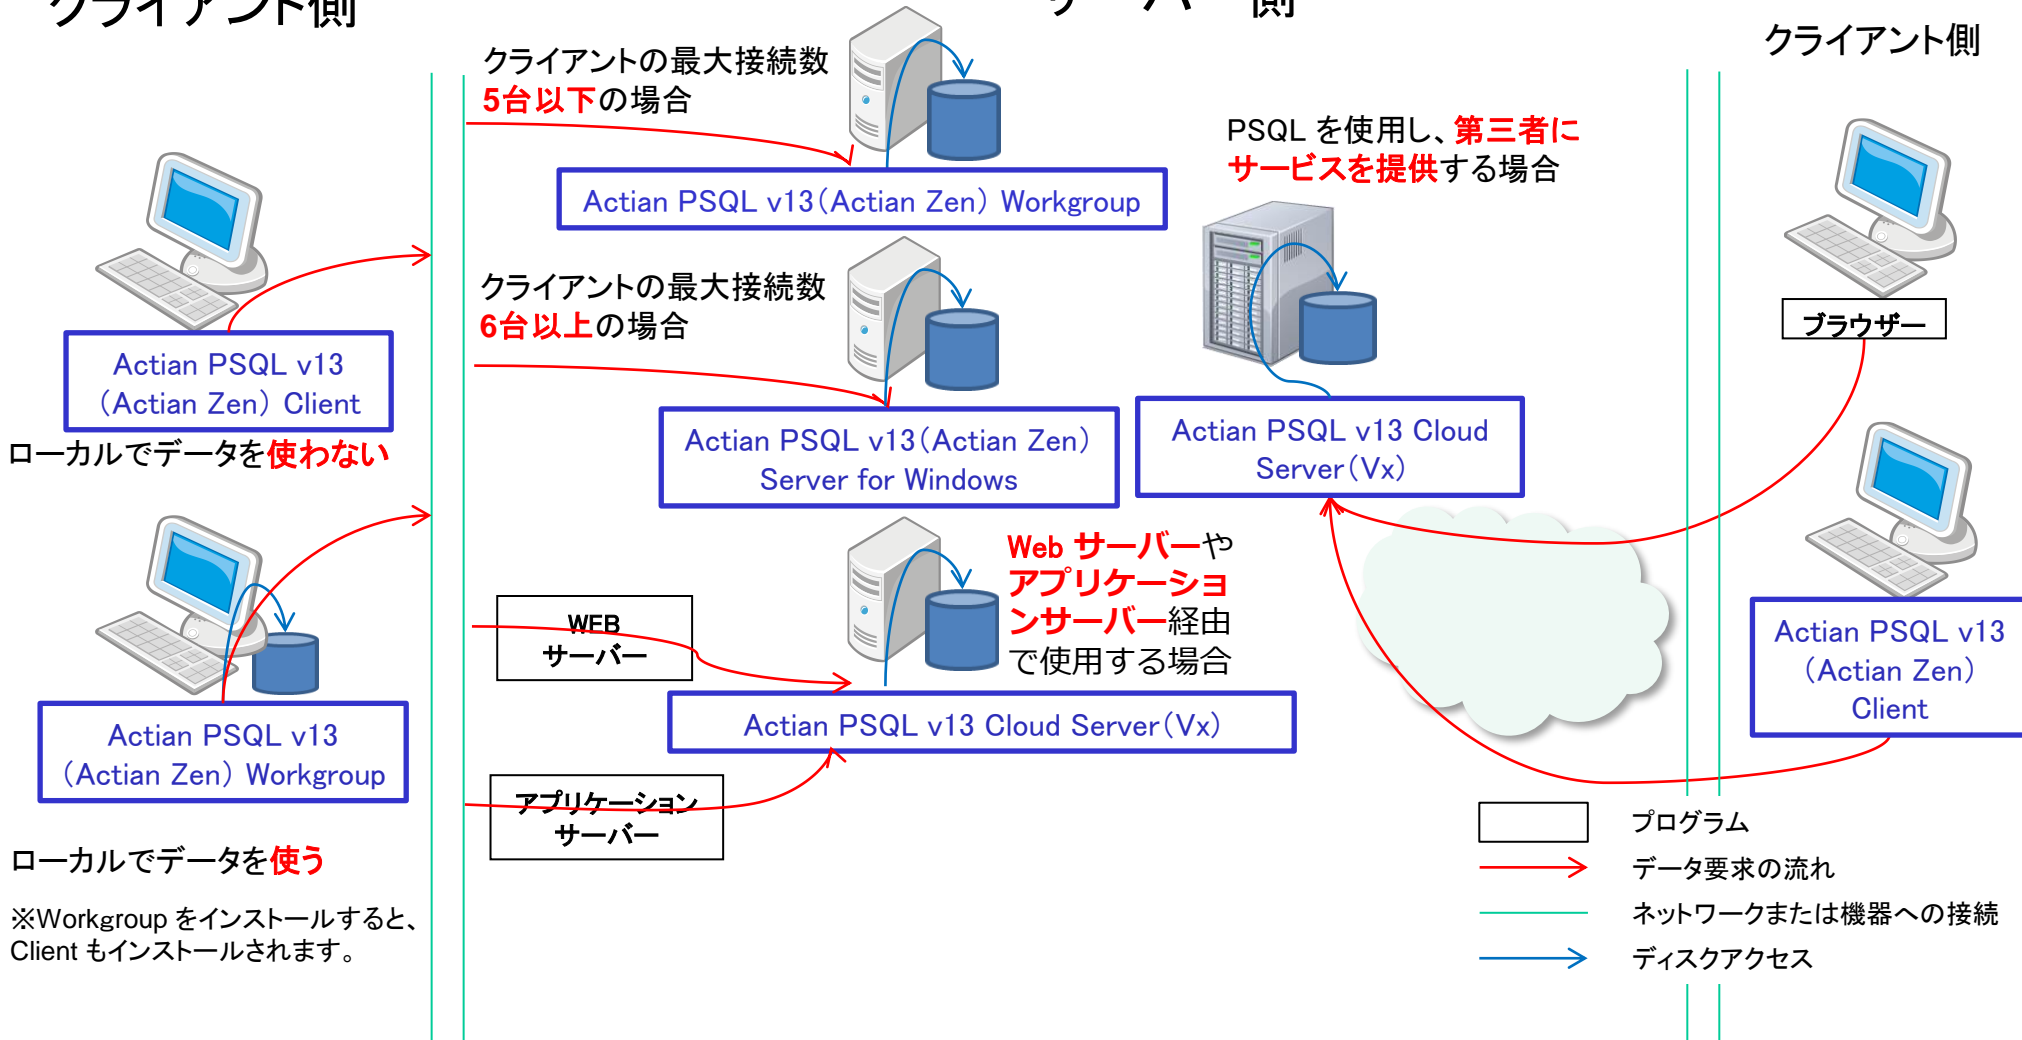 クライアント側
サーバー側
クライアント側
クライアントの最大接続数
5台以下の場合
Actian PSQL v13（Actian Zen） Workgroup
PSQL を使用し、第三者に
サービスを提供する場合
クライアントの最大接続数
6台以上の場合
Actian PSQL v13（Actian Zen）
Server for Windows
Actian PSQL v13 Cloud
Server（Vx）
ブラウザー
Actian PSQL v13
（Actian Zen） Client
ローカルでデータを使わない
Web サーバーや
アプリケーショ
ンサーバー経由
で使用する場合
WEB
サーバー
Actian PSQL v13 Cloud Server（Vx）
アプリケーション
サーバー
Actian PSQL v13
（Actian Zen）
Client
Actian PSQL v13
（Actian Zen） Workgroup
ローカルでデータを使う
※Workgroup をインストールすると、
Client もインストールされます。
プログラム
データ要求の流れ
ネットワークまたは機器への接続
ディスクアクセス